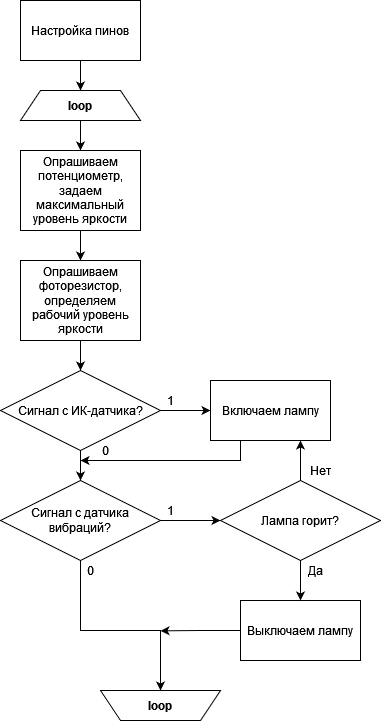 Настройка пинов
loop
Опрашиваем
потенциометр,
задаем
максимальный
уровень яркости
Опрашиваем
фоторезистор,
определяем
рабочий уровень
яркости
Сигнал с ИК-датчика?
1
Включаем лампу
0
Сигнал с датчика
вибраций?
1
Лампа горит?
Нет
0
Да
Выключаем лампу
loop